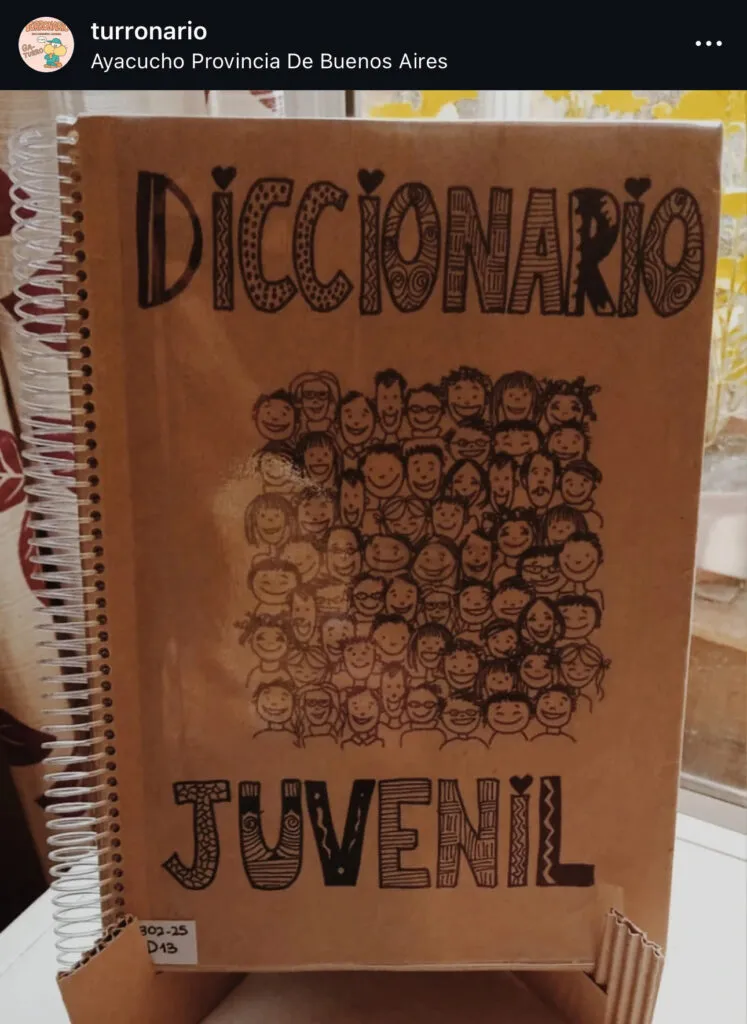 turronario
Ayacucho Provincia De Buenos Aires
DICCIONARIO
JUVENIL
302-25
D13